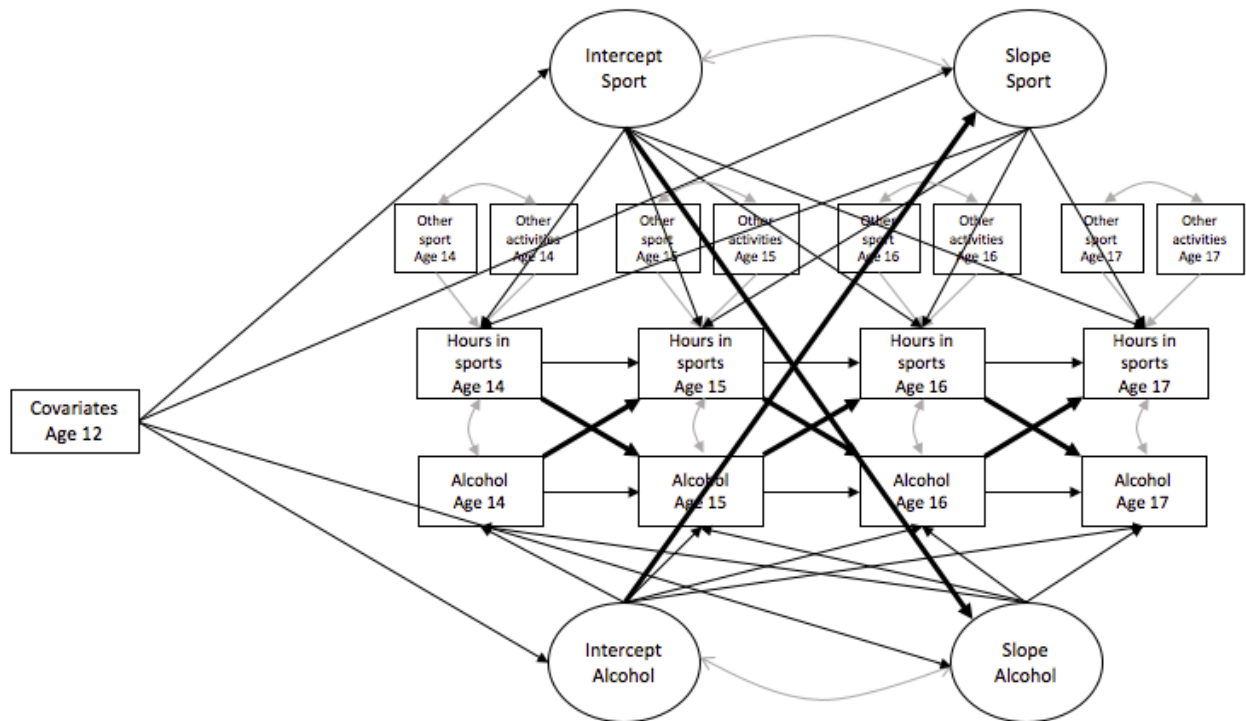 Intercept
Sport
Slope
Sport
Other
sport
Age 14
Other
activities
Age 14
Other
sport
Age 15
Other
activities
Age 15
Other
sport
Age 16
Other
activities
Age 16
Other
sport
Age 17
Other
activities
Age 17
Hours in
sports
Age 14
Hours in
sports
Age 15
Hours in
sports
Age 16
Hours in
sports
Age 17
Covariates
Age 12
Alcohol
Age 14
Alcohol
Age 15
Alcohol
Age 16
Alcohol
Age 17
Intercept
Alcohol
Slope
Alcohol